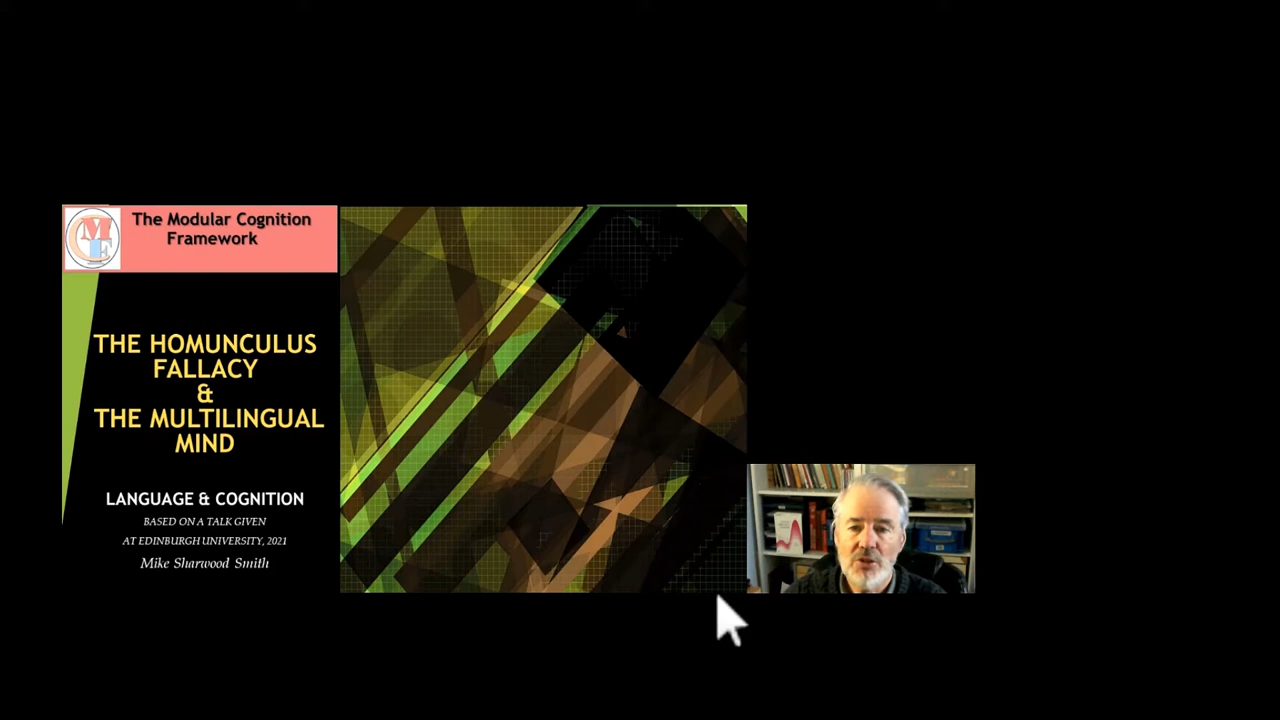 The Modular Cognition
Framework
M
C
F
THE HOMUNCULUS
FALLACY
&
THE MULTILINGUAL
MIND
LANGUAGE & COGNITION
BASED ON A TALK GIVEN
AT EDINBURGH UNIVERSITY, 2021
Mike Sharwood Smith